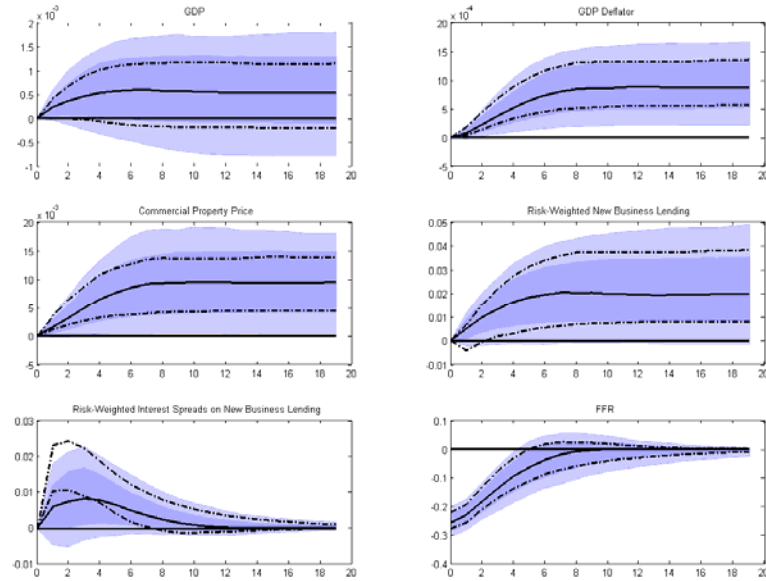 GDP
x 10⁻³
2
1.5
1
0.5
0
-0.5
-1
0 2 4 6 8 10 12 14 16 18 20
GDP Deflator
x 10⁻⁴
20
15
10
5
0
-5
0 2 4 6 8 10 12 14 16 18 20
Commercial Property Price
x 10⁻³
20
15
10
5
0
-5
0 2 4 6 8 10 12 14 16 18 20
Risk-Weighted New Business Lending
0.05
0.04
0.03
0.02
0.01
0
-0.01
0 2 4 6 8 10 12 14 16 18 20
Risk-Weighted Interest Spreads on New Business Lending
0.03
0.02
0.01
0
-0.01
0 2 4 6 8 10 12 14 16 18 20
FFR
0.1
0
-0.1
-0.2
-0.3
-0.4
0 2 4 6 8 10 12 14 16 18 20